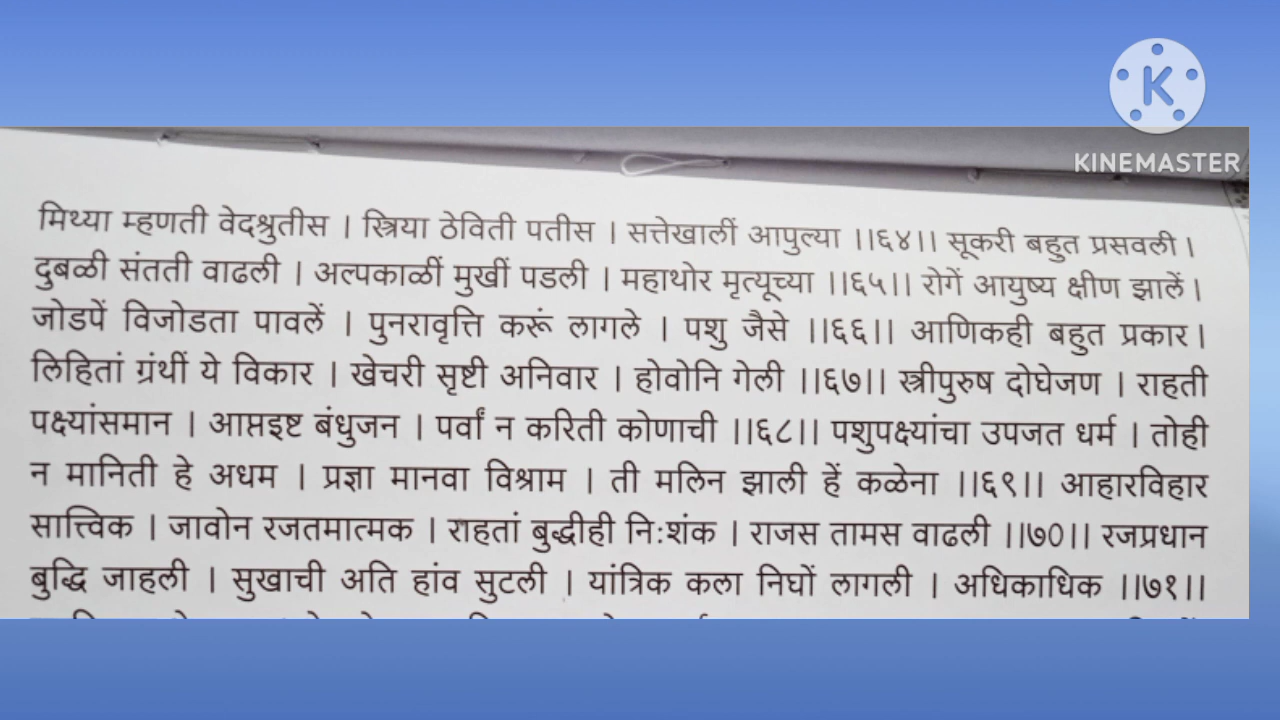 K
KINEMASTER
मिथ्या म्हणती वेदश्रुतीस । स्त्रिया ठेविती पतीस । सत्तेखालीं आपुल्या ।।६४।। सूकरी बहुत प्रसवली ।
दुबळी संतती वाढली । अल्पकाळीं मुखीं पडली । महाथोर मृत्यूच्या ।।६५।। रोगें आयुष्य क्षीण झालें ।
जोडपें विजोडता पावलें । पुनरावृत्ति करूं लागले । पशु जैसे ।।६६।। आणिकही बहुत प्रकार ।
लिहितां ग्रंथीं ये विकार । खेचरी सृष्टी अनिवार । होवोनि गेली ।।६७।। स्त्रीपुरुष दोघेजण । राहती
पक्ष्यांसमान । आप्तइष्ट बंधुजन । पर्वां न करिती कोणाची ।।६८।। पशुपक्ष्यांचा उपजत धर्म । तोही
न मानिती हे अधम । प्रज्ञा मानवा विश्राम । ती मलिन झाली हें कळेना ।।६९।। आहारविहार
सात्त्विक । जावोन रजतमात्मक । राहतां बुद्धीही नि:शंक । राजस तामस वाढली ।।७०।। रजप्रधान
बुद्धि जाहली । सुखाची अति हांव सुटली । यांत्रिक कला निघों लागली । अधिकाधिक ।।७१।।